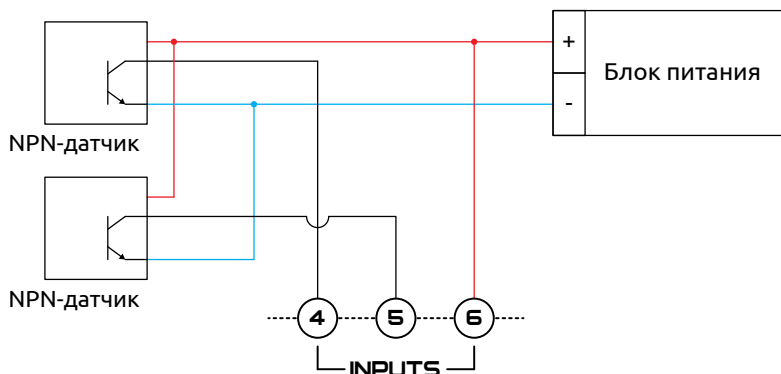 +
Блок питания
-
NPN-датчик
NPN-датчик
4 5 6
INPUTS